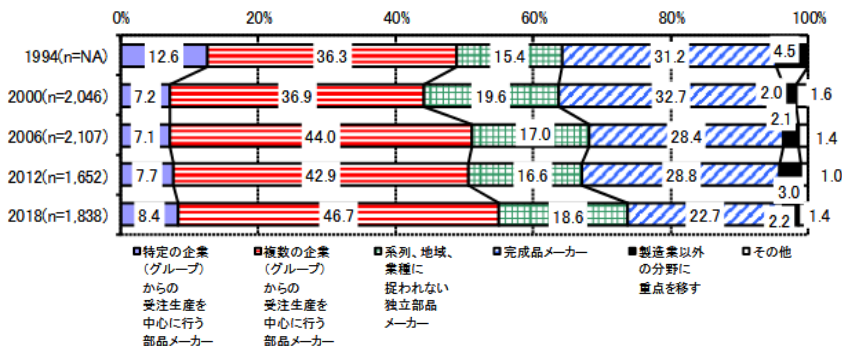 0% 20% 40% 60% 80% 100%
1994(n=NA) 12.6 36.3 15.4 31.2 4.5
2000(n=2,046) 7.2 36.9 19.6 32.7 2.0 1.6
2006(n=2,107) 7.1 44.0 17.0 28.4 2.1 1.4
2012(n=1,652) 7.7 42.9 16.6 28.8 3.0 1.0
2018(n=1,838) 8.4 46.7 18.6 22.7 2.2 1.4
特定の企業
(グループ)
からの
受注生産を
中心に行う
部品メーカー
複数の企業
(グループ)
からの
受注生産を
中心に行う
部品メーカー
系列、地域、
業種に
捉われない
独立部品
メーカー
完成品メーカー
製造業以外
の分野に
重点を移す
その他